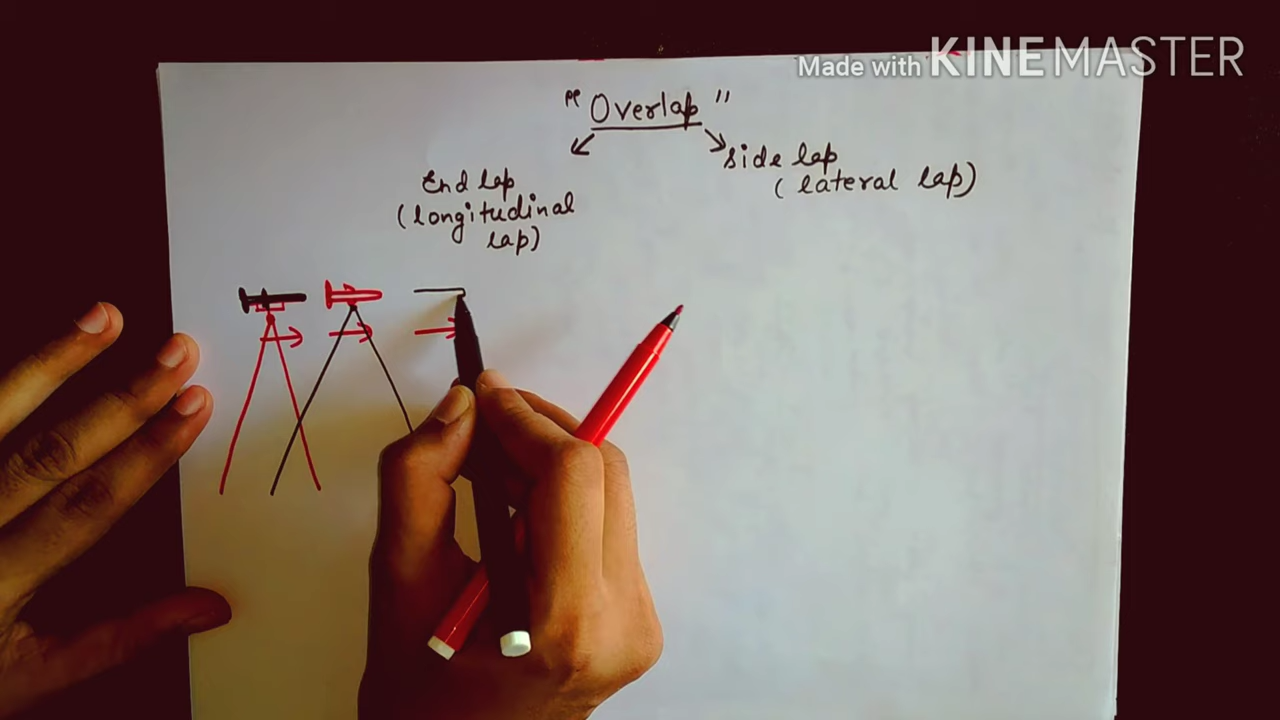 Made with KINEMASTER
"Overlap"
End lap
(longitudinal
lap)
side lap
(lateral lap)